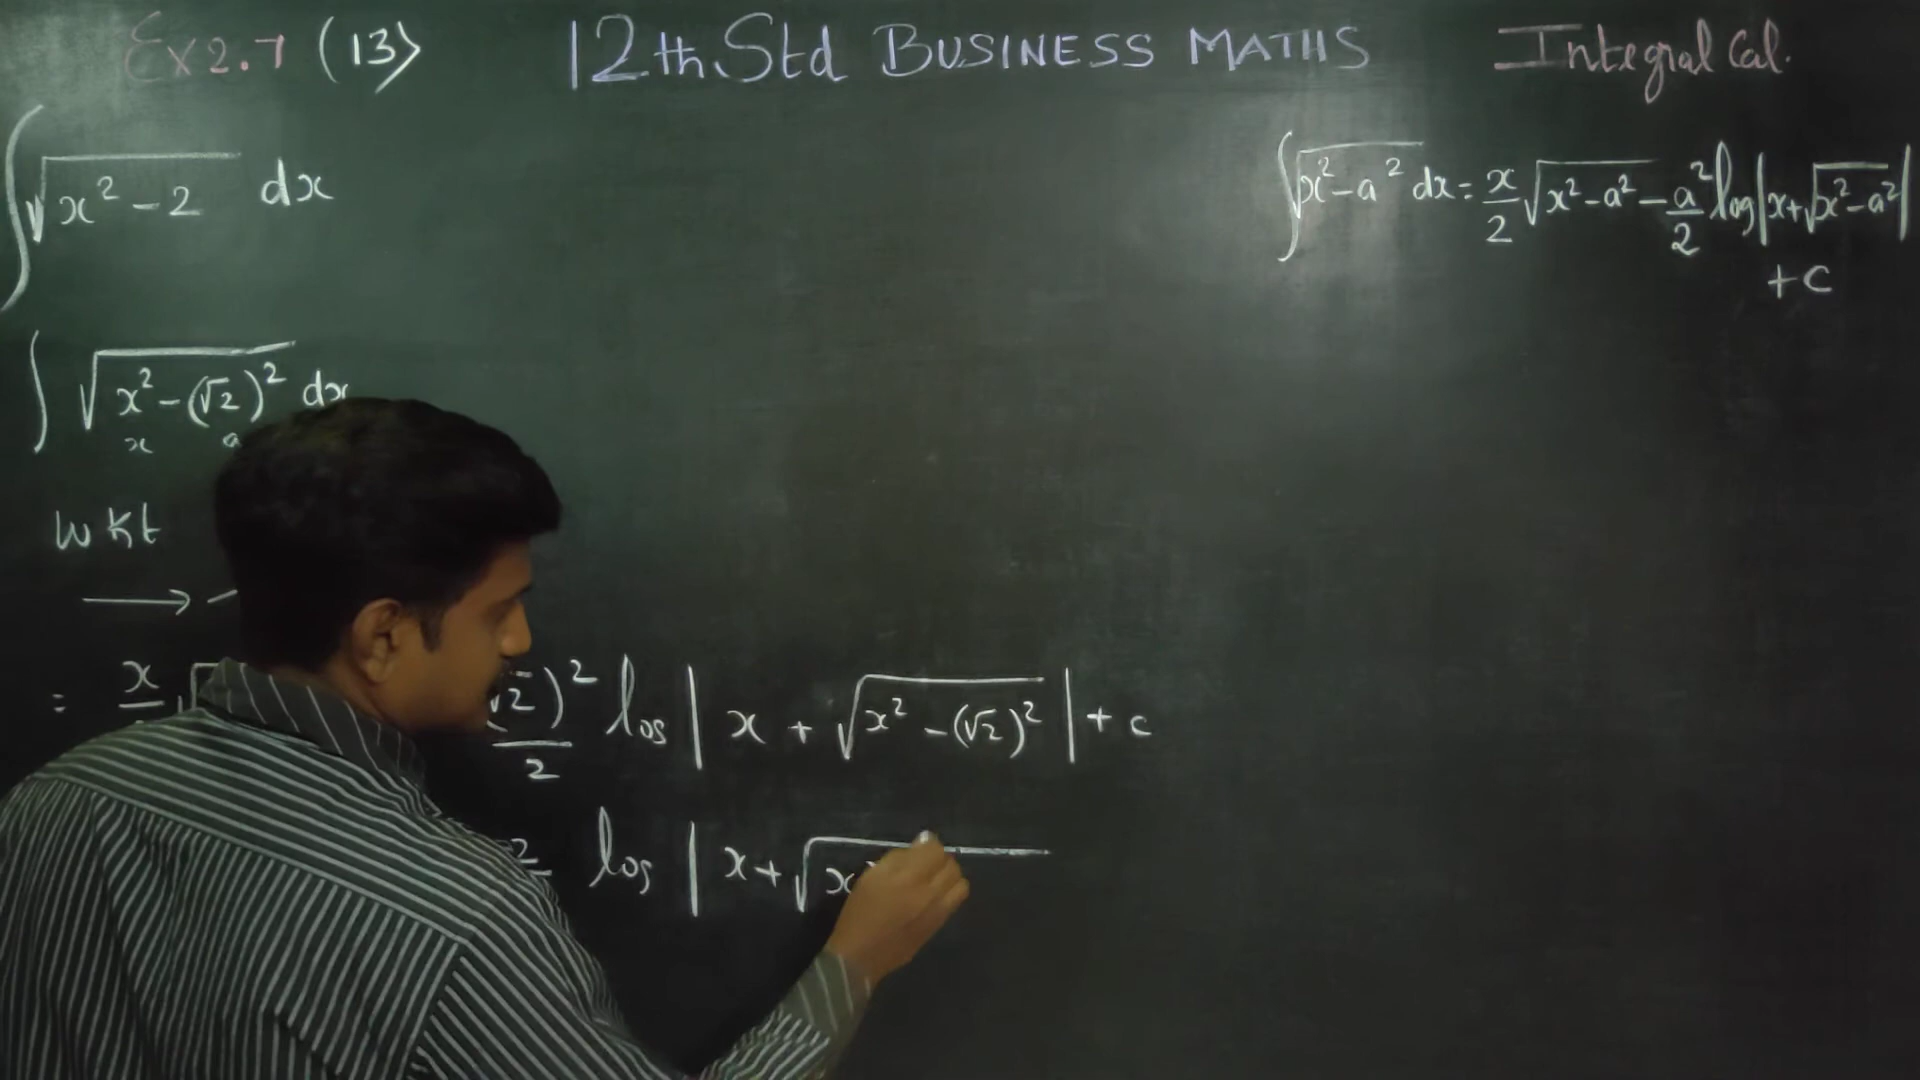 Ex 2.7 (13) 12th Std BUSINESS MATHS Integral Cal.
∫√(x² - 2) dx
∫√(x² - a²) dx = x/2 √(x² - a²) - a²/2 log|x + √(x² - a²)|
+ c
∫√(x² - (√2)²) dx
x a
WKt
→
= x √ (√2)²/2 log | x + √(x² - (√2)²) | + c
2 log | x + √(x